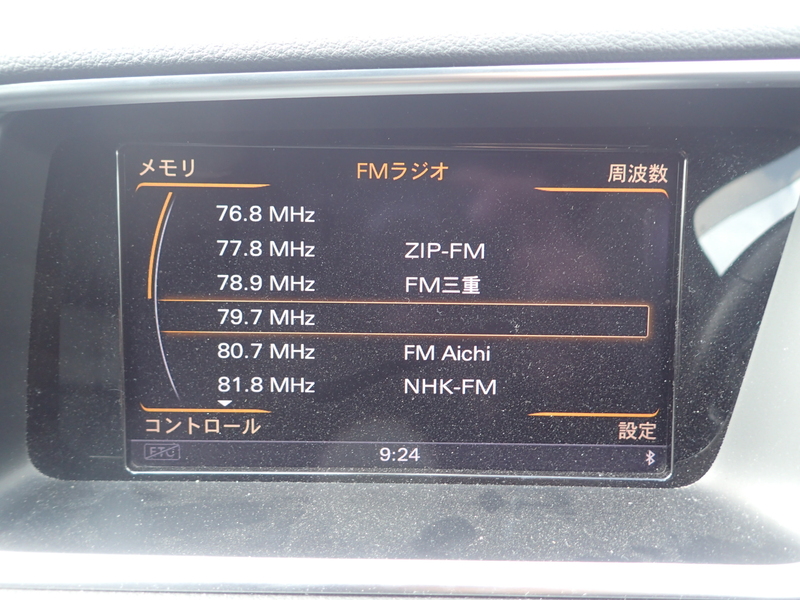 メモリ FMラジオ 周波数
76.8 MHz
77.8 MHz ZIP-FM
78.9 MHz FM三重
79.7 MHz
80.7 MHz FM Aichi
81.8 MHz NHK-FM
コントロール 設定
ETC 9:24